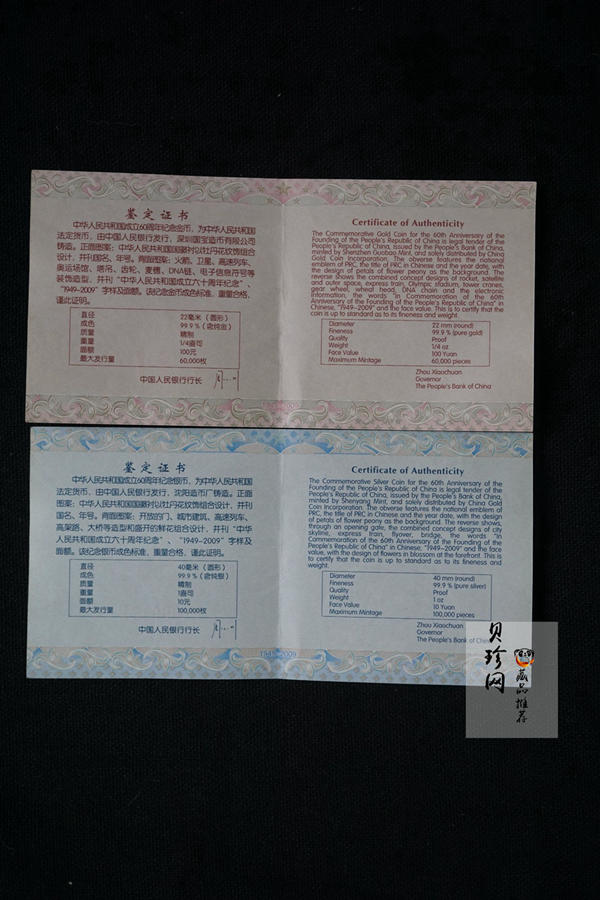 鉴定证书
中华人民共和国成立60周年纪念金币，为中华人民共和国
法定货币，由中国人民银行发行，深圳国宝造币有限公司
铸造。正面图案：中华人民共和国国徽衬以牡丹花纹饰组合
设计，并刊国名、年号。背面图案：火箭、卫星、高速列车、
奥运场馆、塔吊、齿轮、麦穗、DNA链、电子信息符号等
装饰造型，并刊“中华人民共和国成立六十周年纪念”、
“1949-2009”字样及面额。该纪念金币成色标准，重量合格，
谨此证明。
直径 22毫米（圆形）
成色 99.9％（含纯金）
质量 精制
重量 1/4盎司
面额 100元
最大发行量 60,000枚
中国人民银行行长
Certificate of Authenticity
The Commemorative Gold Coin for the 60th Anniversary of the
Founding of the People's Republic of China is legal tender of the
People's Republic of China, issued by the People's Bank of China,
minted by Shenzhen Guobao Mint, and solely distributed by China
Gold Coin Incorporation. The obverse features the national
emblem of PRC, the title of PRC in Chinese and the year date, with
the design of petals of flower peony as the background. The
reverse shows the combined concept designs of rocket, satellite
and outer space, express train, Olympic stadium, tower cranes,
gear wheel, wheat head, DNA chain and the electronic
information, the words "In Commemoration of the 60th
Anniversary of the Founding of the People's Republic of China" in
Chinese, "1949-2009" and the face value. This is to certify that the
coin is up to standard as to its fineness and weight.
Diameter 22 mm (round)
Fineness 99.9 % (pure gold)
Quality Proof
Weight 1/4 oz
Face Value 100 Yuan
Maximum Mintage 60,000 pieces
Zhou Xiaochuan
Governor
The People's Bank of China
鉴定证书
中华人民共和国成立60周年纪念银币，为中华人民共和国
法定货币，由中国人民银行发行，沈阳造币厂铸造。正面
图案：中华人民共和国国徽衬以牡丹花纹饰组合设计，并刊
国名、年号。背面图案：开放的门、城市建筑、高速列车、
高架路、大桥等造型和盛开的鲜花组合设计，并刊“中华
人民共和国成立六十周年纪念”、“1949-2009”字样及
面额。该纪念银币成色标准，重量合格，谨此证明。
直径 40毫米（圆形）
成色 99.9％（含纯银）
质量 精制
重量 1盎司
面额 10元
最大发行量 100,000枚
中国人民银行行长
Certificate of Authenticity
The Commemorative Silver Coin for the 60th Anniversary of the
Founding of the People's Republic of China is legal tender of the
People's Republic of China, issued by the People's Bank of China,
minted by Shenyang Mint, and solely distributed by China Gold
Coin Incorporation. The obverse features the national emblem of
PRC, the title of PRC in Chinese and the year date, with the design
of petals of flower peony as the background. The reverse shows,
through an opening gate, the combined concept designs of city
skyline, express train, flyover, bridge, the words "In
Commemoration of the 60th Anniversary of the Founding of the
People's Republic of China" in Chinese, "1949-2009" and the face
value, with the design of flowers in blossom at the forefront. This is
to certify that the coin is up to standard as to its fineness and
weight.
Diameter 40 mm (round)
Fineness 99.9 % (pure silver)
Quality Proof
Weight 1 oz
Face Value 10 Yuan
Maximum Mintage 100,000 pieces
Zhou Xiaochuan
Governor
The People's Bank of China
1949-2009
贝珍网
藏品推荐